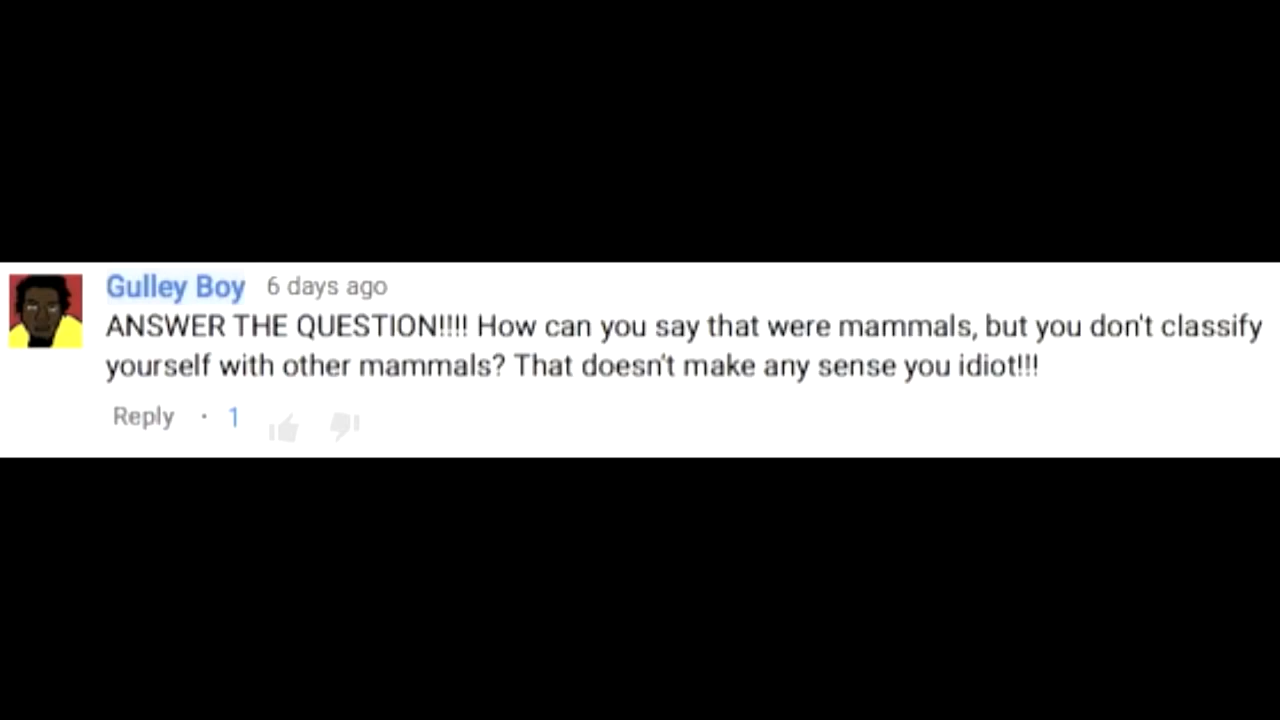 Gulley Boy 6 days ago
ANSWER THE QUESTION!!!! How can you say that were mammals, but you don't classify
yourself with other mammals? That doesn't make any sense you idiot!!!
Reply · 1